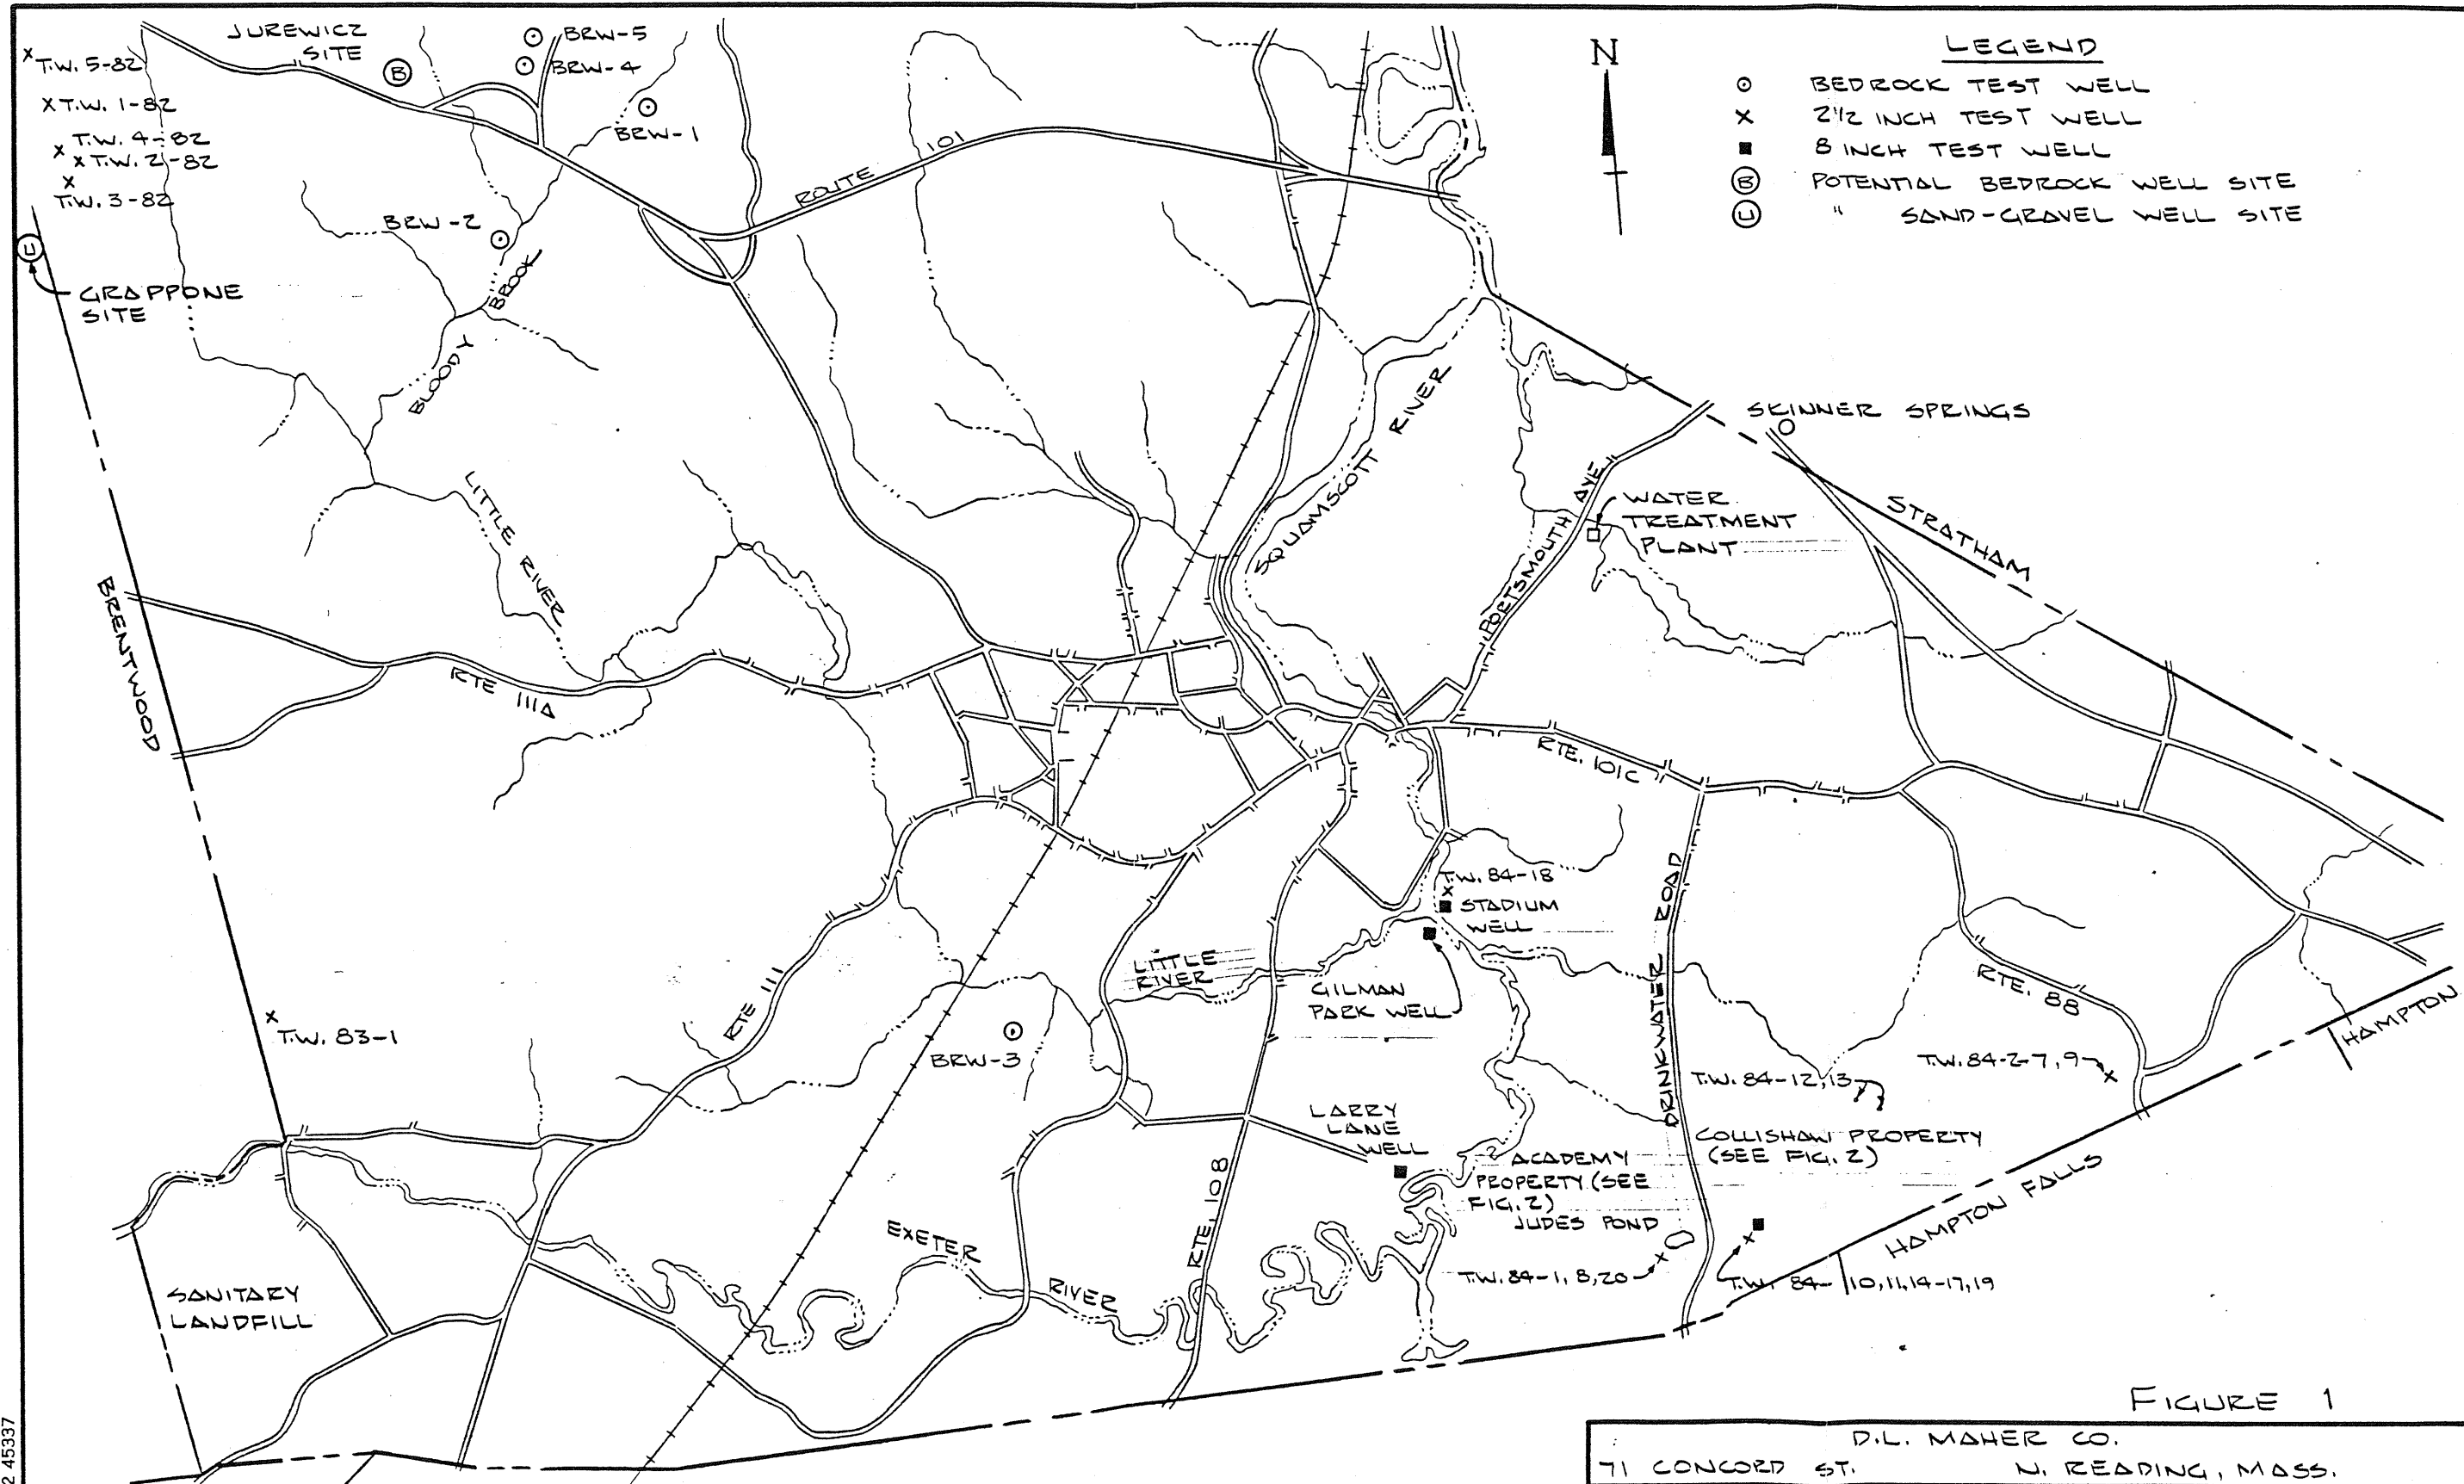 JUREWICZ
SITE
BRW-5
BRW-4
BRW-1
T.W. 5-82
T.W. 1-82
T.W. 4-82
T.W. 2-82
T.W. 3-82
BRW-2
GRAPPONE
SITE
U
B
BLOODY BROOK
ROUTE 101
N
LEGEND
BEDROCK TEST WELL
2 1/2 INCH TEST WELL
8 INCH TEST WELL
B POTENTIAL BEDROCK WELL SITE
U " SAND-GRAVEL WELL SITE
SQUAMSCOTT RIVER
SKINNER SPRINGS
PORTSMOUTH AVE
WATER
TREATMENT
PLANT
STRATHAM
LITTLE RIVER
BRENTWOOD
RTE 111A
RTE. 101C
T.W. 84-18
STADIUM
WELL
DRINKWATER ROAD
LITTLE
RIVER
GILMAN
PARK WELL
RTE 111
RTE. 88
HAMPTON
T.W. 83-1
BRW-3
T.W. 84-2-7, 9
T.W. 84-12, 13
LARRY
LANE
WELL
ACADEMY
PROPERTY (SEE
FIG. 2)
COLLISHAW PROPERTY
(SEE FIG. 2)
JUDES POND
RTE. 108
HAMPTON FALLS
EXETER RIVER
T.W. 84-1, 8, 20
T.W. 84-10, 11, 14-17, 19
SANITARY
LANDFILL
FIGURE 1
D.L. MAHER CO.
71 CONCORD ST. N. READING, MASS.
2 45337